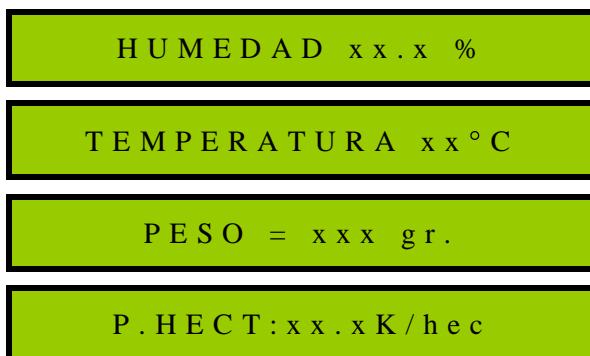 HUMEDAD xx.x %
TEMPERATURA xx°C
PESO = xxx gr.
P.HECT:xx.xK/hec